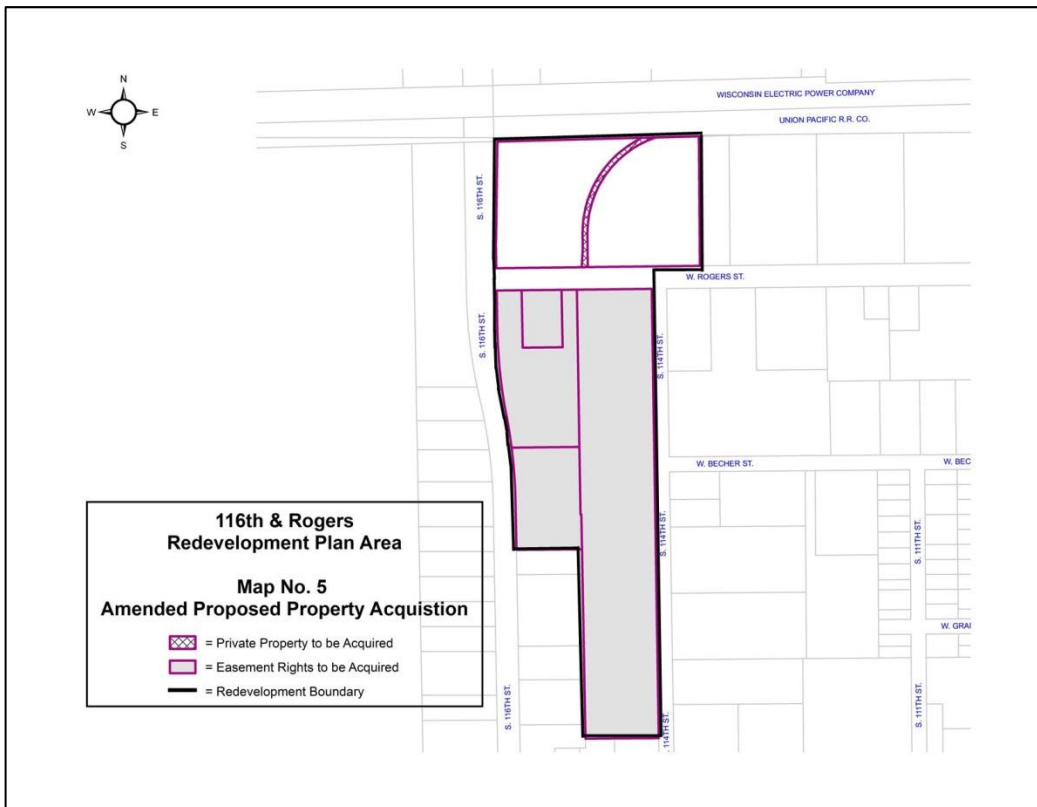 N
W
E
S
WISCONSIN ELECTRIC POWER COMPANY
UNION PACIFIC R.R. CO.
S. 116TH ST.
W. ROGERS ST.
S. 116TH ST.
S. 114TH ST.
W. BECHER ST.
W. BEC
116th & Rogers
Redevelopment Plan Area
Map No. 5
Amended Proposed Property Acquistion
= Private Property to be Acquired
= Easement Rights to be Acquired
= Redevelopment Boundary
S. 114TH ST.
S. 111TH ST.
W. GRA
S. 116TH ST.
. 114TH ST.
S. 111TH ST.